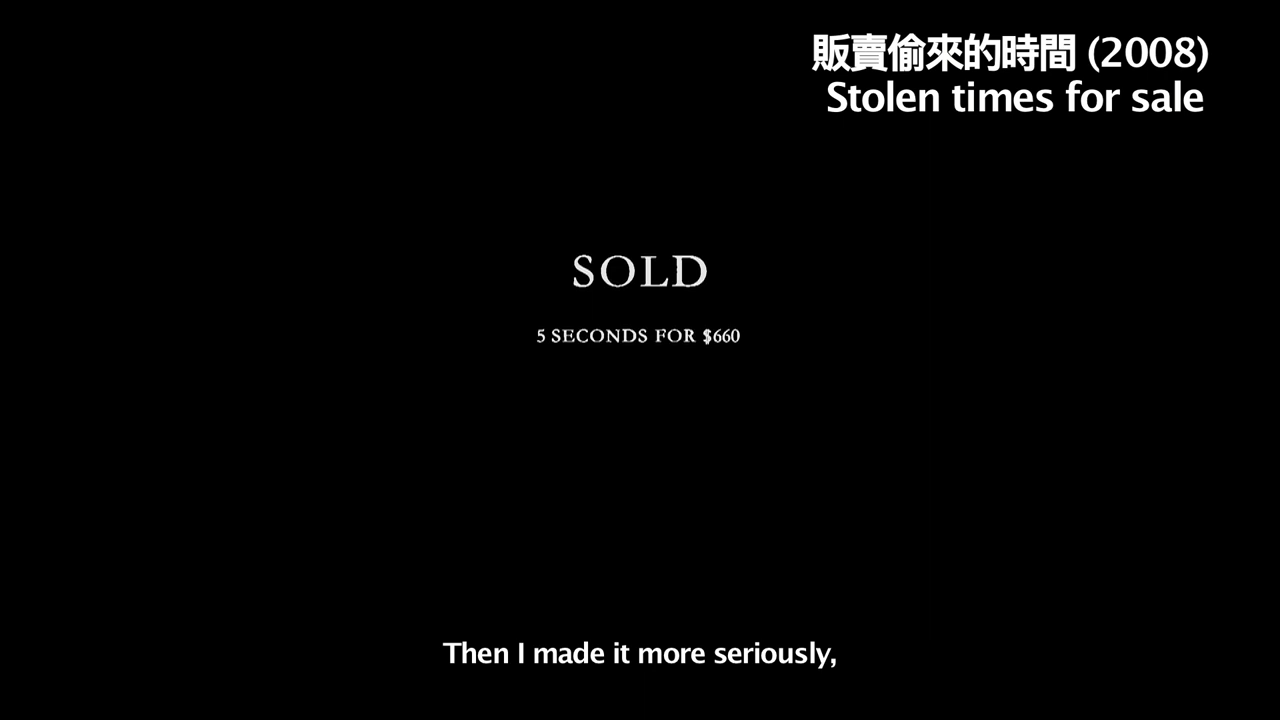 販賣偷來的時間 (2008)
Stolen times for sale
SOLD
5 SECONDS FOR $660
Then I made it more seriously,